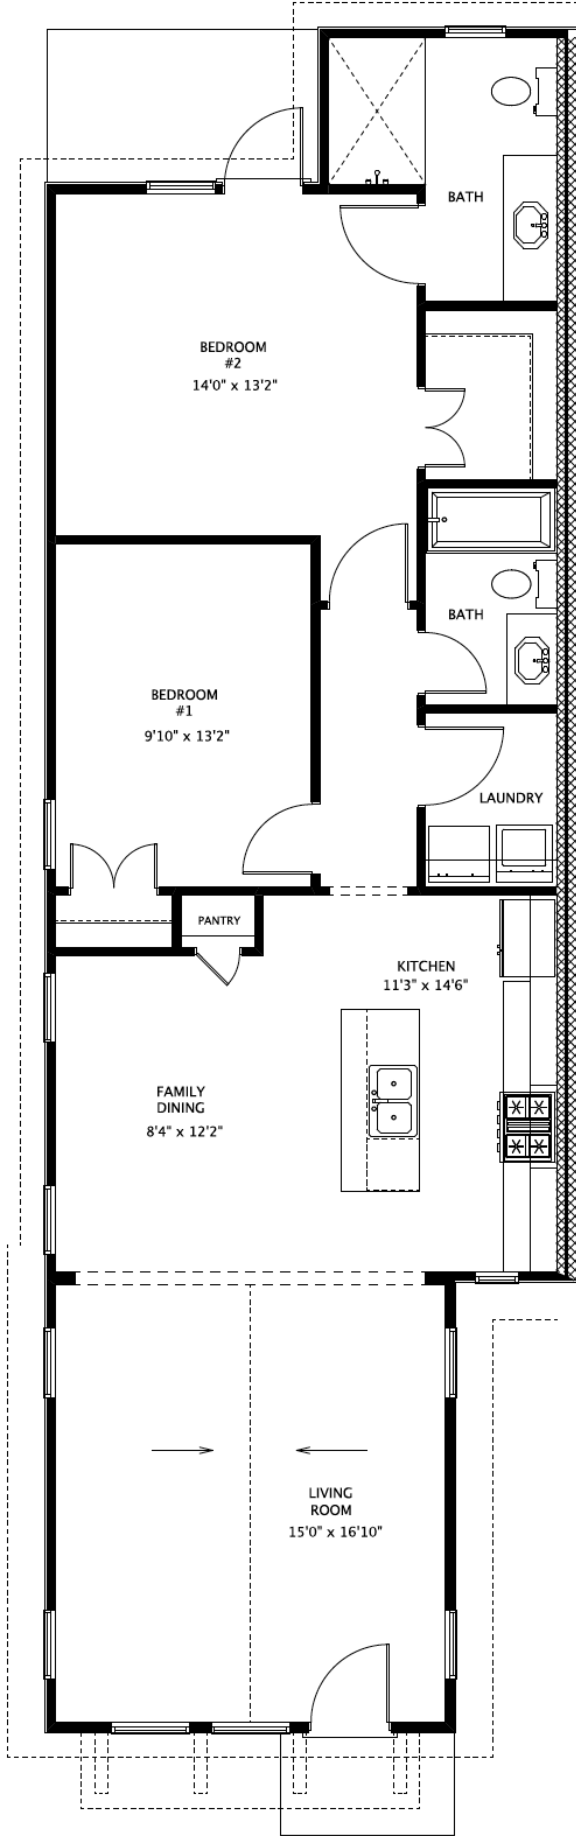 BATH
BEDROOM
#2
14'0" x 13'2"
BATH
BEDROOM
#1
9'10" x 13'2"
LAUNDRY
PANTRY
KITCHEN
11'3" x 14'6"
FAMILY
DINING
8'4" x 12'2"
LIVING
ROOM
15'0" x 16'10"